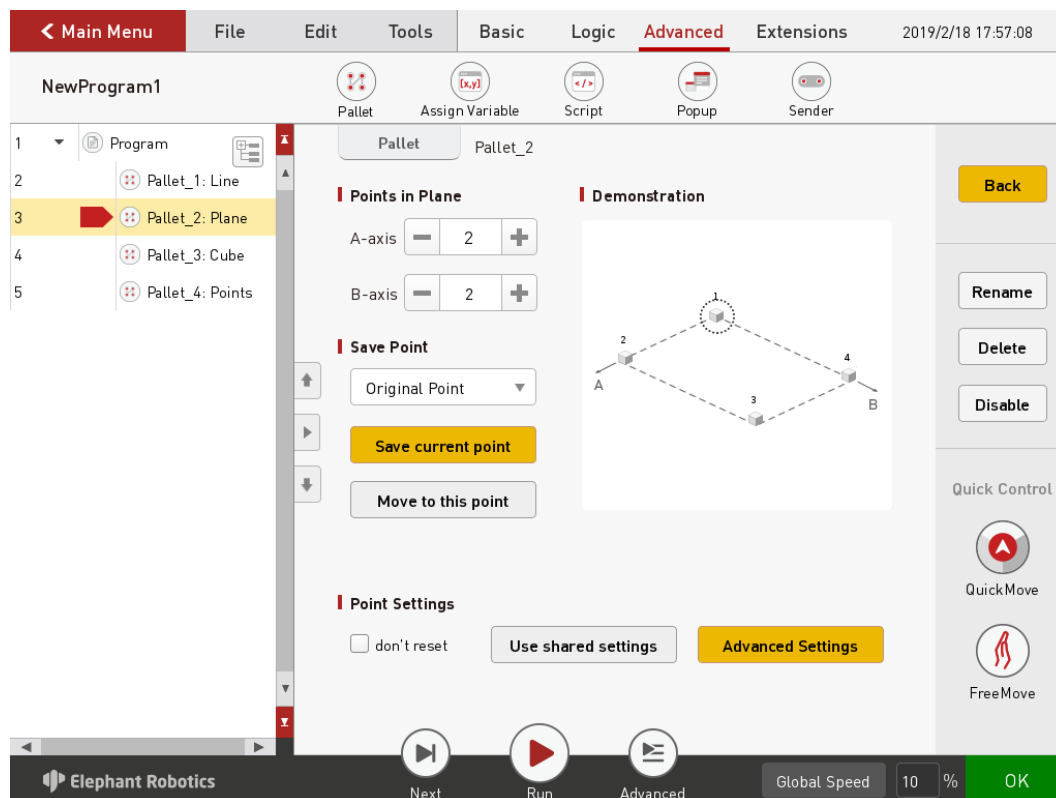 Main Menu File Edit Tools Basic Logic Advanced Extensions 2019/2/18 17:57:08
NewProgram1
Pallet Assign Variable Script Popup Sender
[x,y] </>
1 Program
2 Pallet_1: Line
3 Pallet_2: Plane
4 Pallet_3: Cube
5 Pallet_4: Points
Pallet Pallet_2
Points in Plane
A-axis 2
B-axis 2
Save Point
Original Point
Save current point
Move to this point
Demonstration
1
2
4
A
3
B
Point Settings
don't reset Use shared settings Advanced Settings
Back
Rename
Delete
Disable
Quick Control
QuickMove
FreeMove
Elephant Robotics Next Run Advanced Global Speed 10 % OK